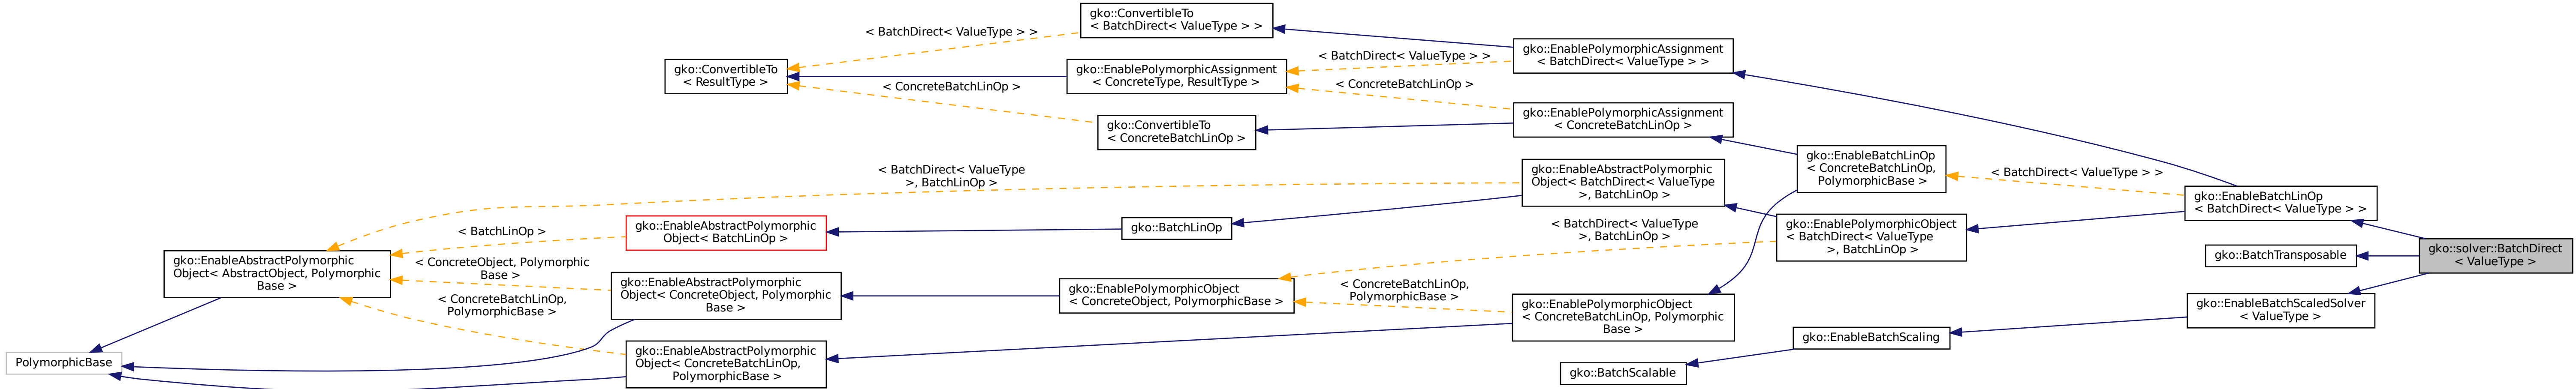 gko::ConvertibleTo
< BatchDirect< ValueType > >
< BatchDirect< ValueType > >
gko::EnablePolymorphicAssignment
< BatchDirect< ValueType > >
gko::ConvertibleTo
< ResultType >
gko::EnablePolymorphicAssignment
< ConcreteType, ResultType >
< BatchDirect< ValueType > >
< ConcreteBatchLinOp >
< ConcreteBatchLinOp >
gko::ConvertibleTo
< ConcreteBatchLinOp >
gko::EnablePolymorphicAssignment
< ConcreteBatchLinOp >
gko::EnableBatchLinOp
< ConcreteBatchLinOp,
PolymorphicBase >
< BatchDirect< ValueType > >
< BatchDirect< ValueType
>, BatchLinOp >
gko::EnableAbstractPolymorphic
Object< BatchDirect< ValueType
>, BatchLinOp >
gko::EnableBatchLinOp
< BatchDirect< ValueType > >
gko::EnableAbstractPolymorphic
Object< BatchLinOp >
< BatchLinOp >
gko::BatchLinOp
< BatchDirect< ValueType
>, BatchLinOp >
gko::EnablePolymorphicObject
< BatchDirect< ValueType
>, BatchLinOp >
gko::solver::BatchDirect
< ValueType >
gko::BatchTransposable
gko::EnableAbstractPolymorphic
Object< AbstractObject, Polymorphic
Base >
< ConcreteObject, Polymorphic
Base >
gko::EnableAbstractPolymorphic
Object< ConcreteObject, Polymorphic
Base >
gko::EnablePolymorphicObject
< ConcreteObject, PolymorphicBase >
< ConcreteBatchLinOp,
PolymorphicBase >
< ConcreteBatchLinOp,
PolymorphicBase >
gko::EnablePolymorphicObject
< ConcreteBatchLinOp, Polymorphic
Base >
gko::EnableBatchScaledSolver
< ValueType >
gko::EnableBatchScaling
PolymorphicBase
gko::EnableAbstractPolymorphic
Object< ConcreteBatchLinOp,
PolymorphicBase >
gko::BatchScalable